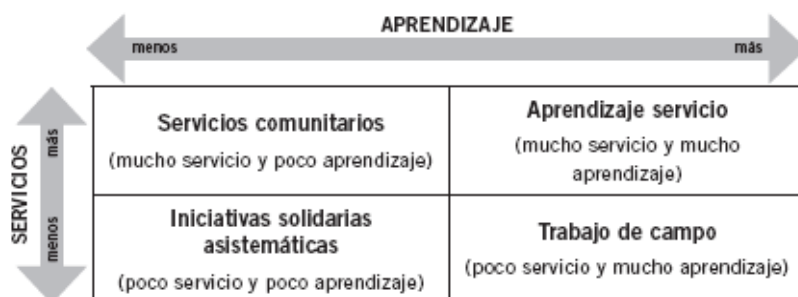 APRENDIZAJE
menos
más
SERVICIOS
más
menos
Servicios comunitarios
(mucho servicio y poco aprendizaje)
Aprendizaje servicio
(mucho servicio y mucho
aprendizaje)
Iniciativas solidarias
asistemáticas
(poco servicio y poco aprendizaje)
Trabajo de campo
(poco servicio y mucho aprendizaje)